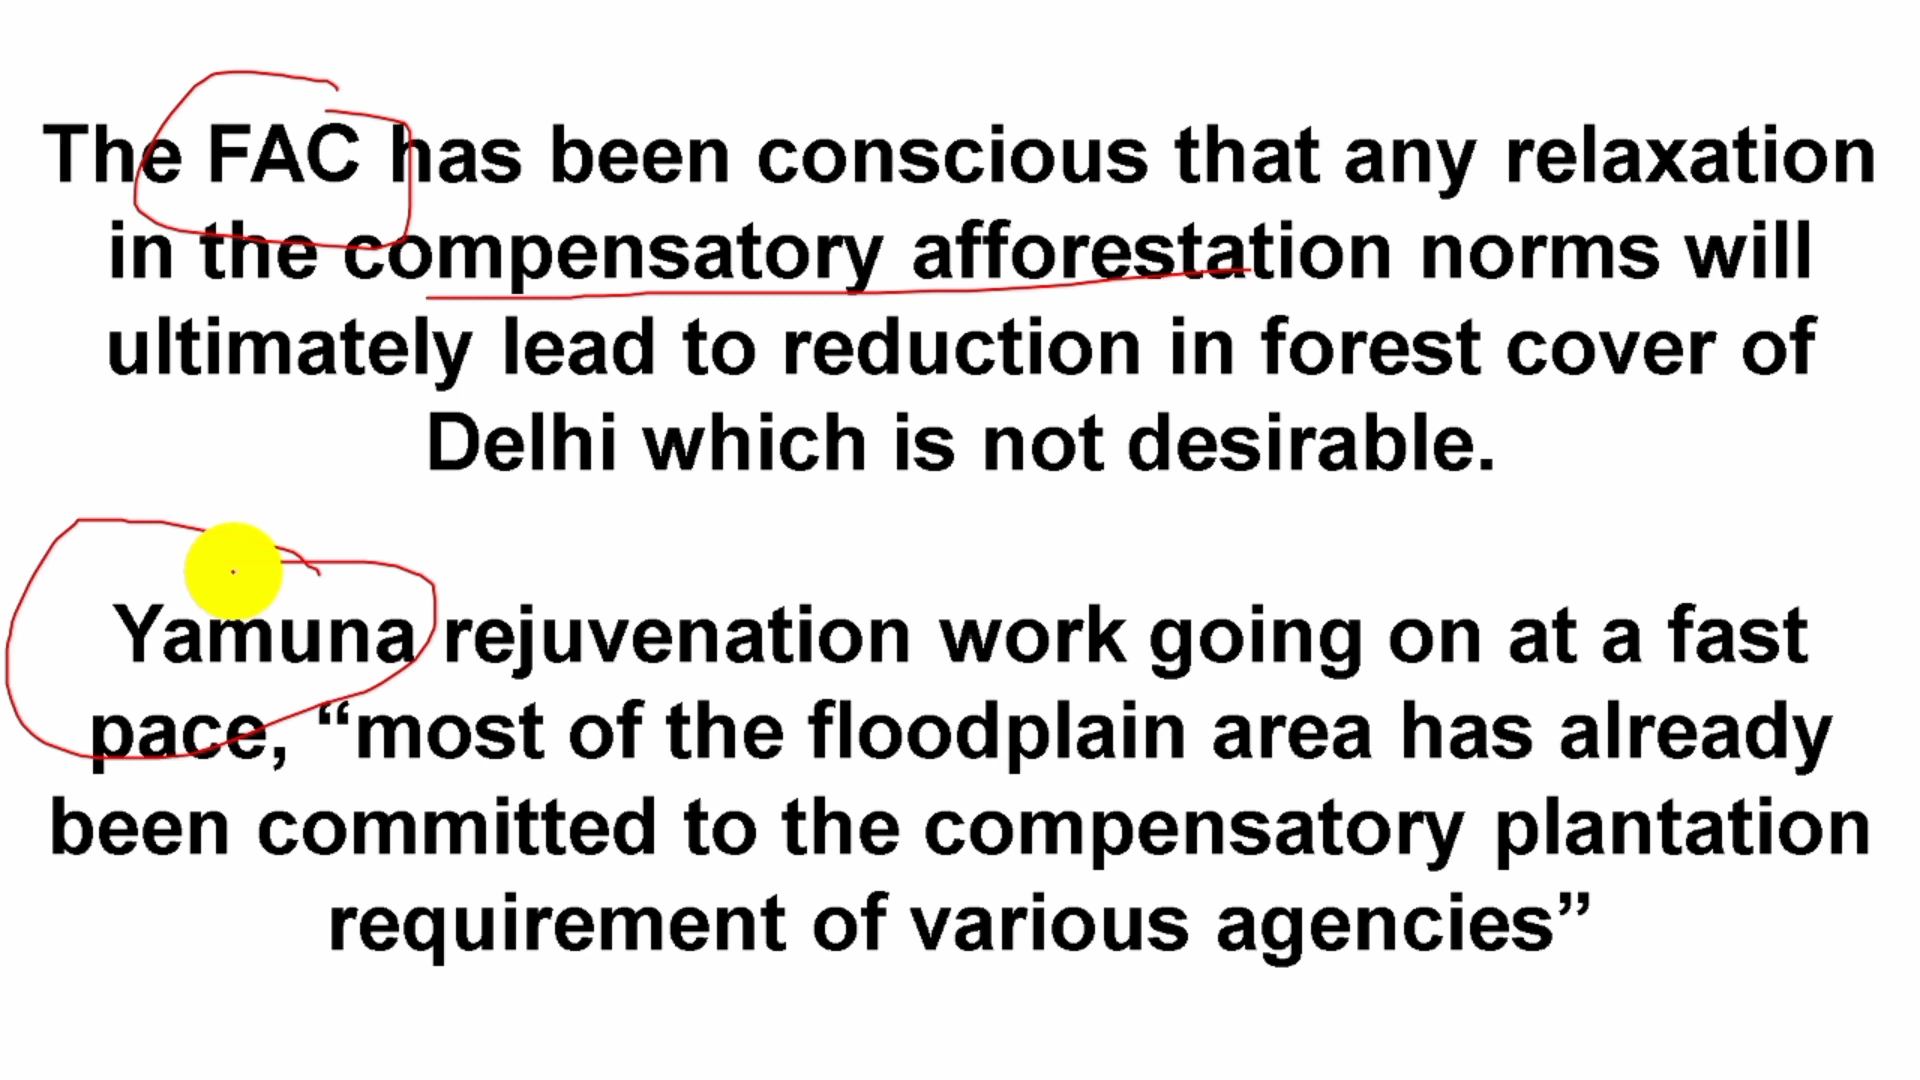 The FAC has been conscious that any relaxation
in the compensatory afforestation norms will
ultimately lead to reduction in forest cover of
Delhi which is not desirable.
Yamuna rejuvenation work going on at a fast
pace, “most of the floodplain area has already
been committed to the compensatory plantation
requirement of various agencies”